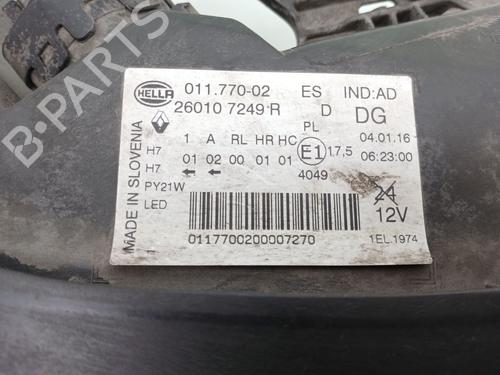 HELLA 011.770-02 ES IND:AD
26010 7249 R D DG
PL 04.01.16
1 A RL HR HC E1 1.7,5 06:23:00
H7 01 02 00 01 01
H7 ← ← 4049
PY21W 24
LED 12V
MADE IN SLOVENIA
0117700200007270 1EL.1974
B-PARTS